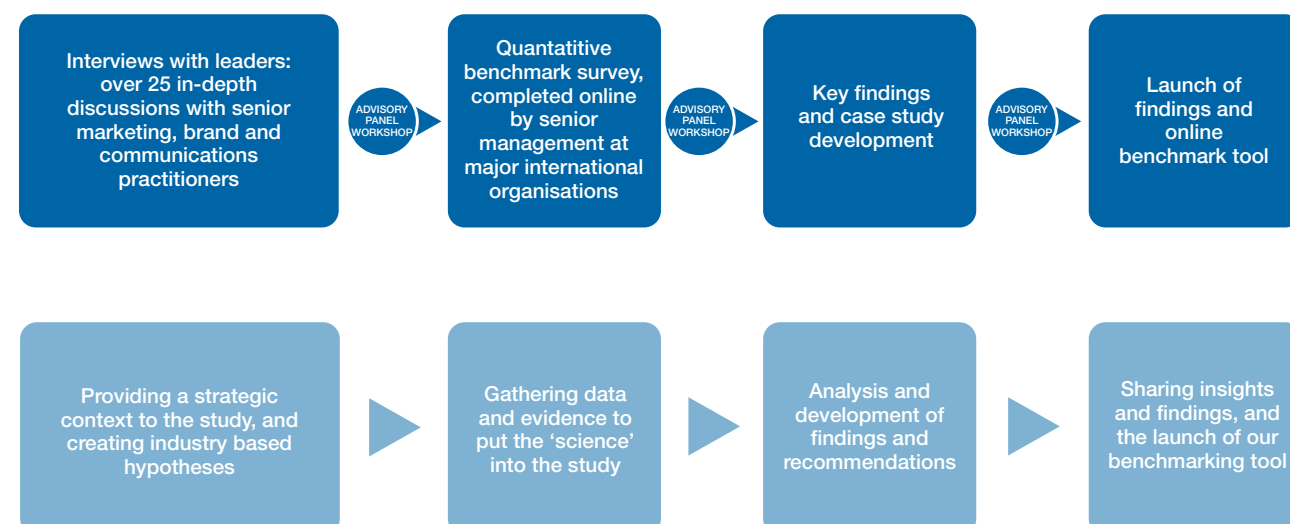 Interviews with leaders:
over 25 in-depth
discussions with senior
marketing, brand and
communications
practitioners
ADVISORY
PANEL
WORKSHOP
Quantatitive
benchmark survey,
completed online
by senior
management at
major international
organisations
ADVISORY
PANEL
WORKSHOP
Key findings
and case study
development
ADVISORY
PANEL
WORKSHOP
Launch of
findings and
online
benchmark tool
Providing a strategic
context to the study, and
creating industry based
hypotheses
Gathering data
and evidence to
put the ‘science’
into the study
Analysis and
development of
findings and
recommendations
Sharing insights
and findings, and
the launch of our
benchmarking tool